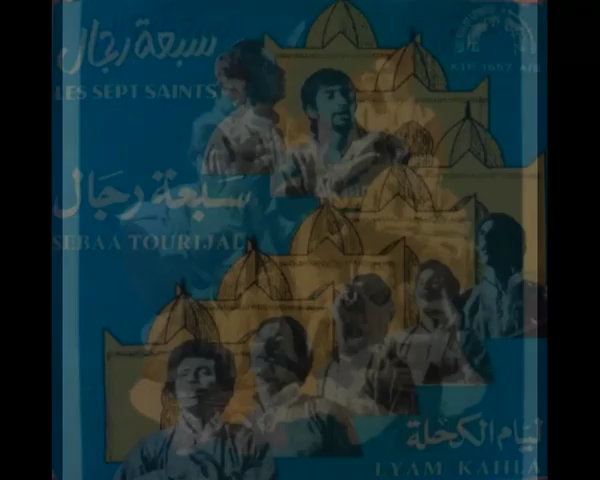 سبعة رجال
LES SEPT SAINTS
سبعة رجال
SEBAA TOURIJAL
ليام الكحلة
LYAM KAHLA